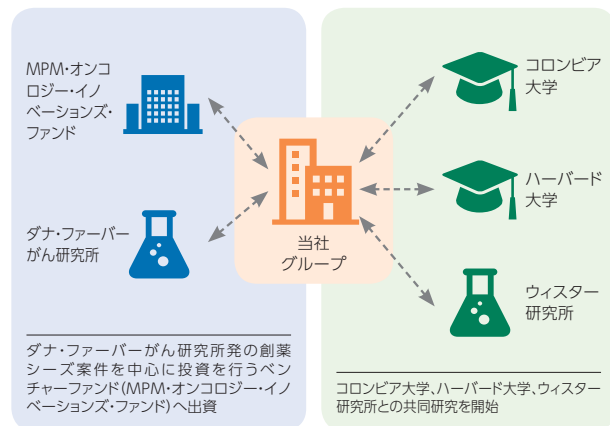 MPM・オンコ
ロジー・イノ
ベーションズ・
ファンド
ダナ・ファーバー
がん研究所
ダナ・ファーバーがん研究所発の創薬
シーズ案件を中心に投資を行うベン
チャーファンド(MPM・オンコロジー・イノ
ベーションズ・ファンド)へ出資
当社
グループ
コロンビア
大学
ハーバード
大学
ウィスター
研究所
コロンビア大学、ハーバード大学、ウィスター
研究所との共同研究を開始